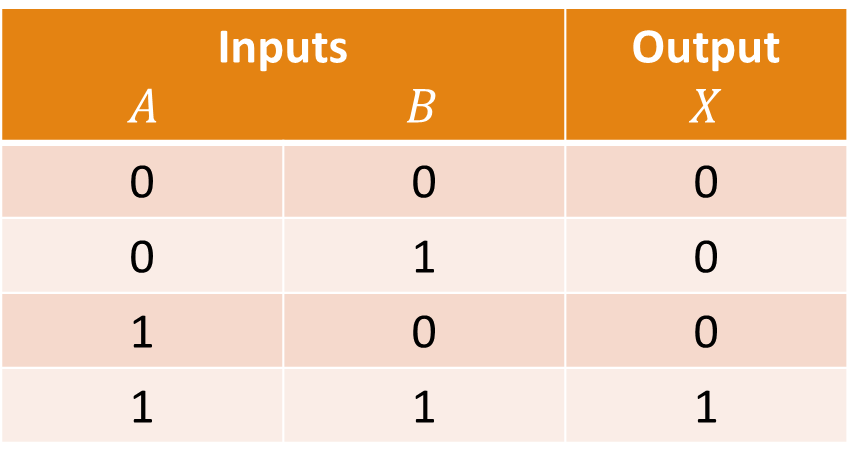 Inputs Output
A B X
0 0 0
0 1 0
1 0 0
1 1 1